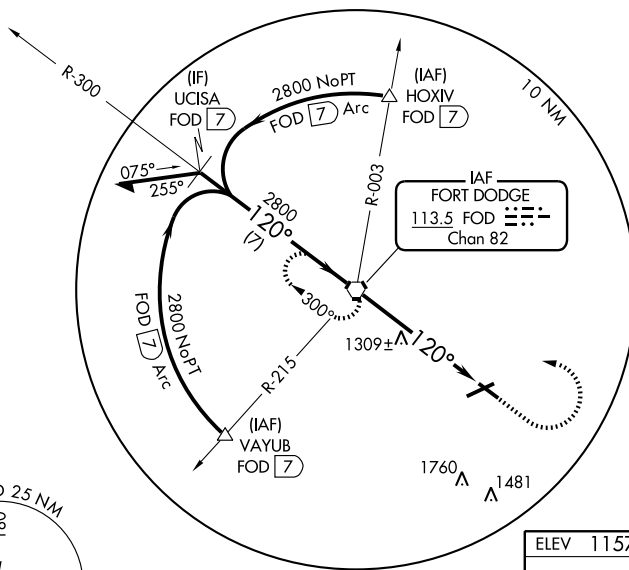 R-300
(IF)
UCISA
FOD 7
2800 NoPT
FOD 7 Arc
(IAF)
HOXIV
FOD 7
10 NM
075°
255°
2800
120°
(7)
R-003
IAF
FORT DODGE
113.5 FOD
Chan 82
300°
2800 NoPT
FOD 7 Arc
R-215
1309±
120°
(IAF)
VAYUB
FOD 7
1760
1481
25 NM
ELEV 1157